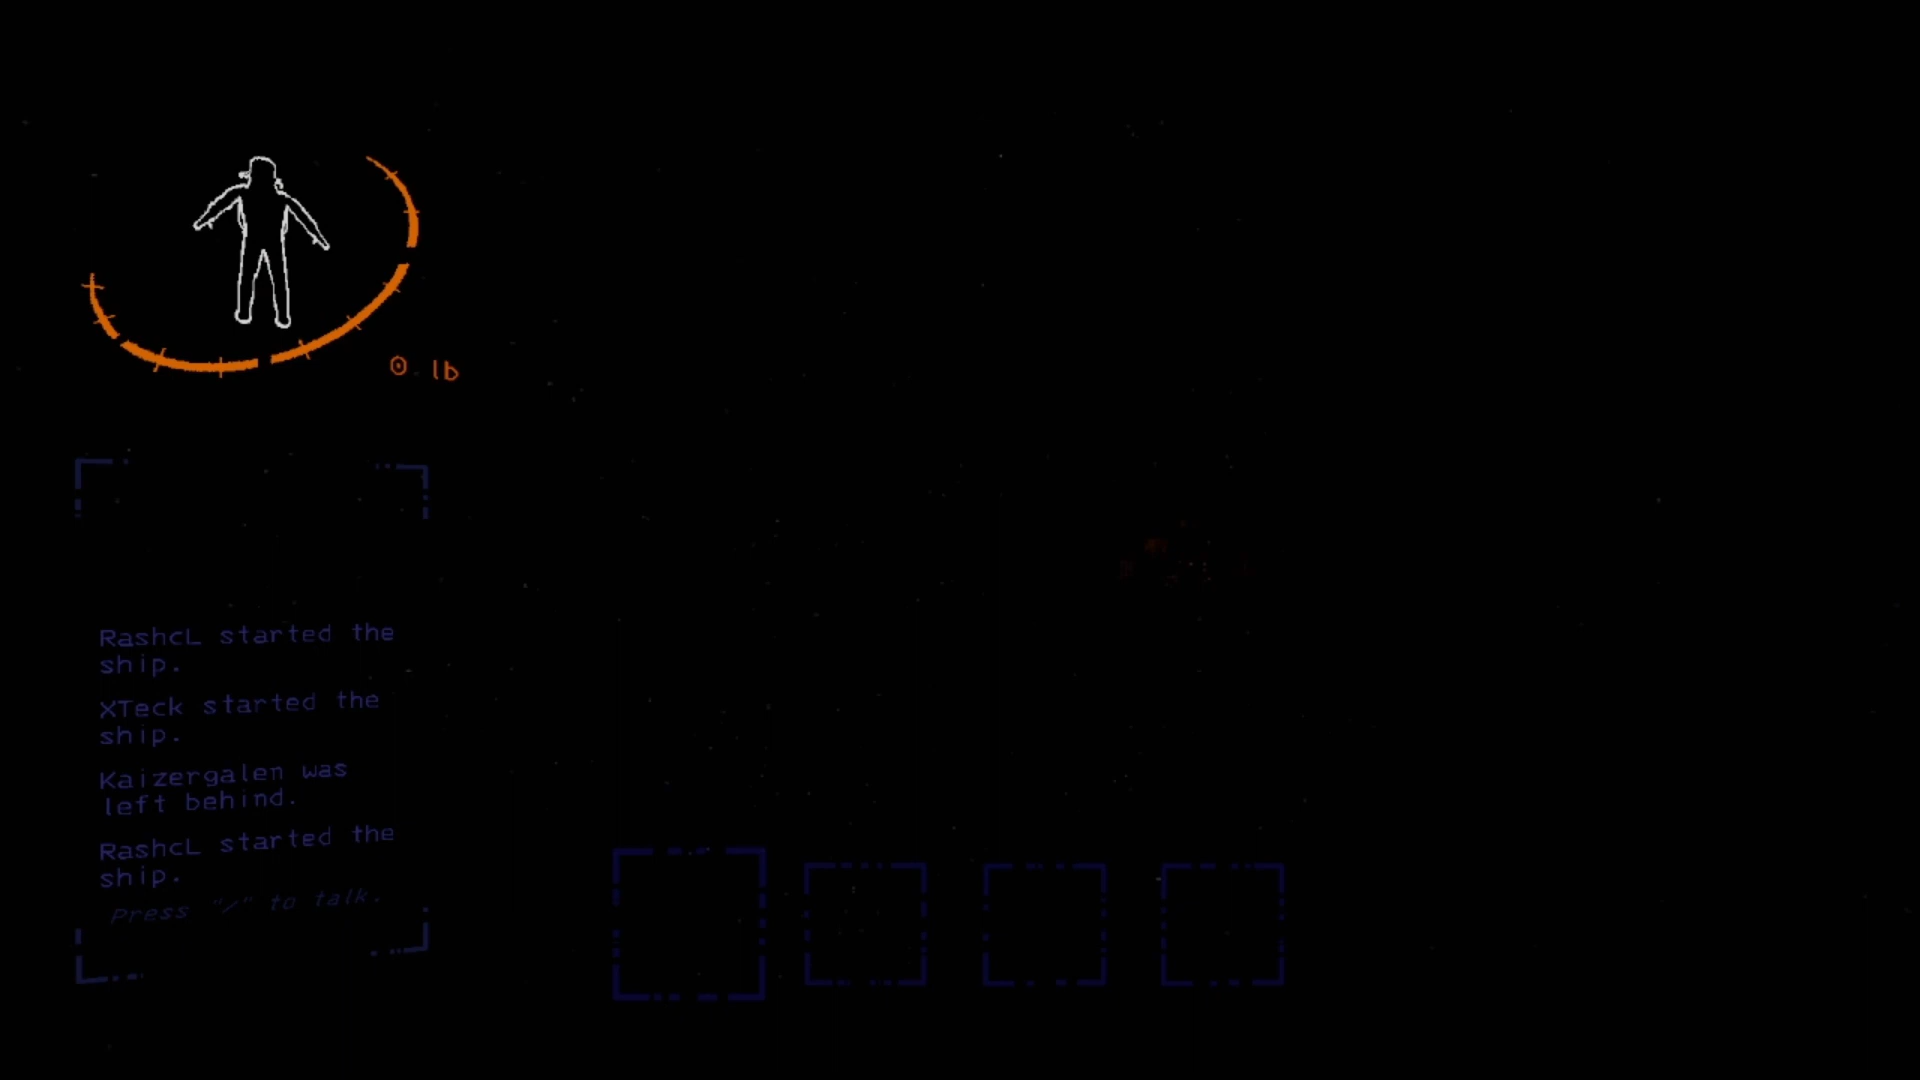 0 lb
RashcL started the
ship.
XTeck started the
ship.
Kaizergalen was
left behind.
RashcL started the
ship.
Press "/" to talk.